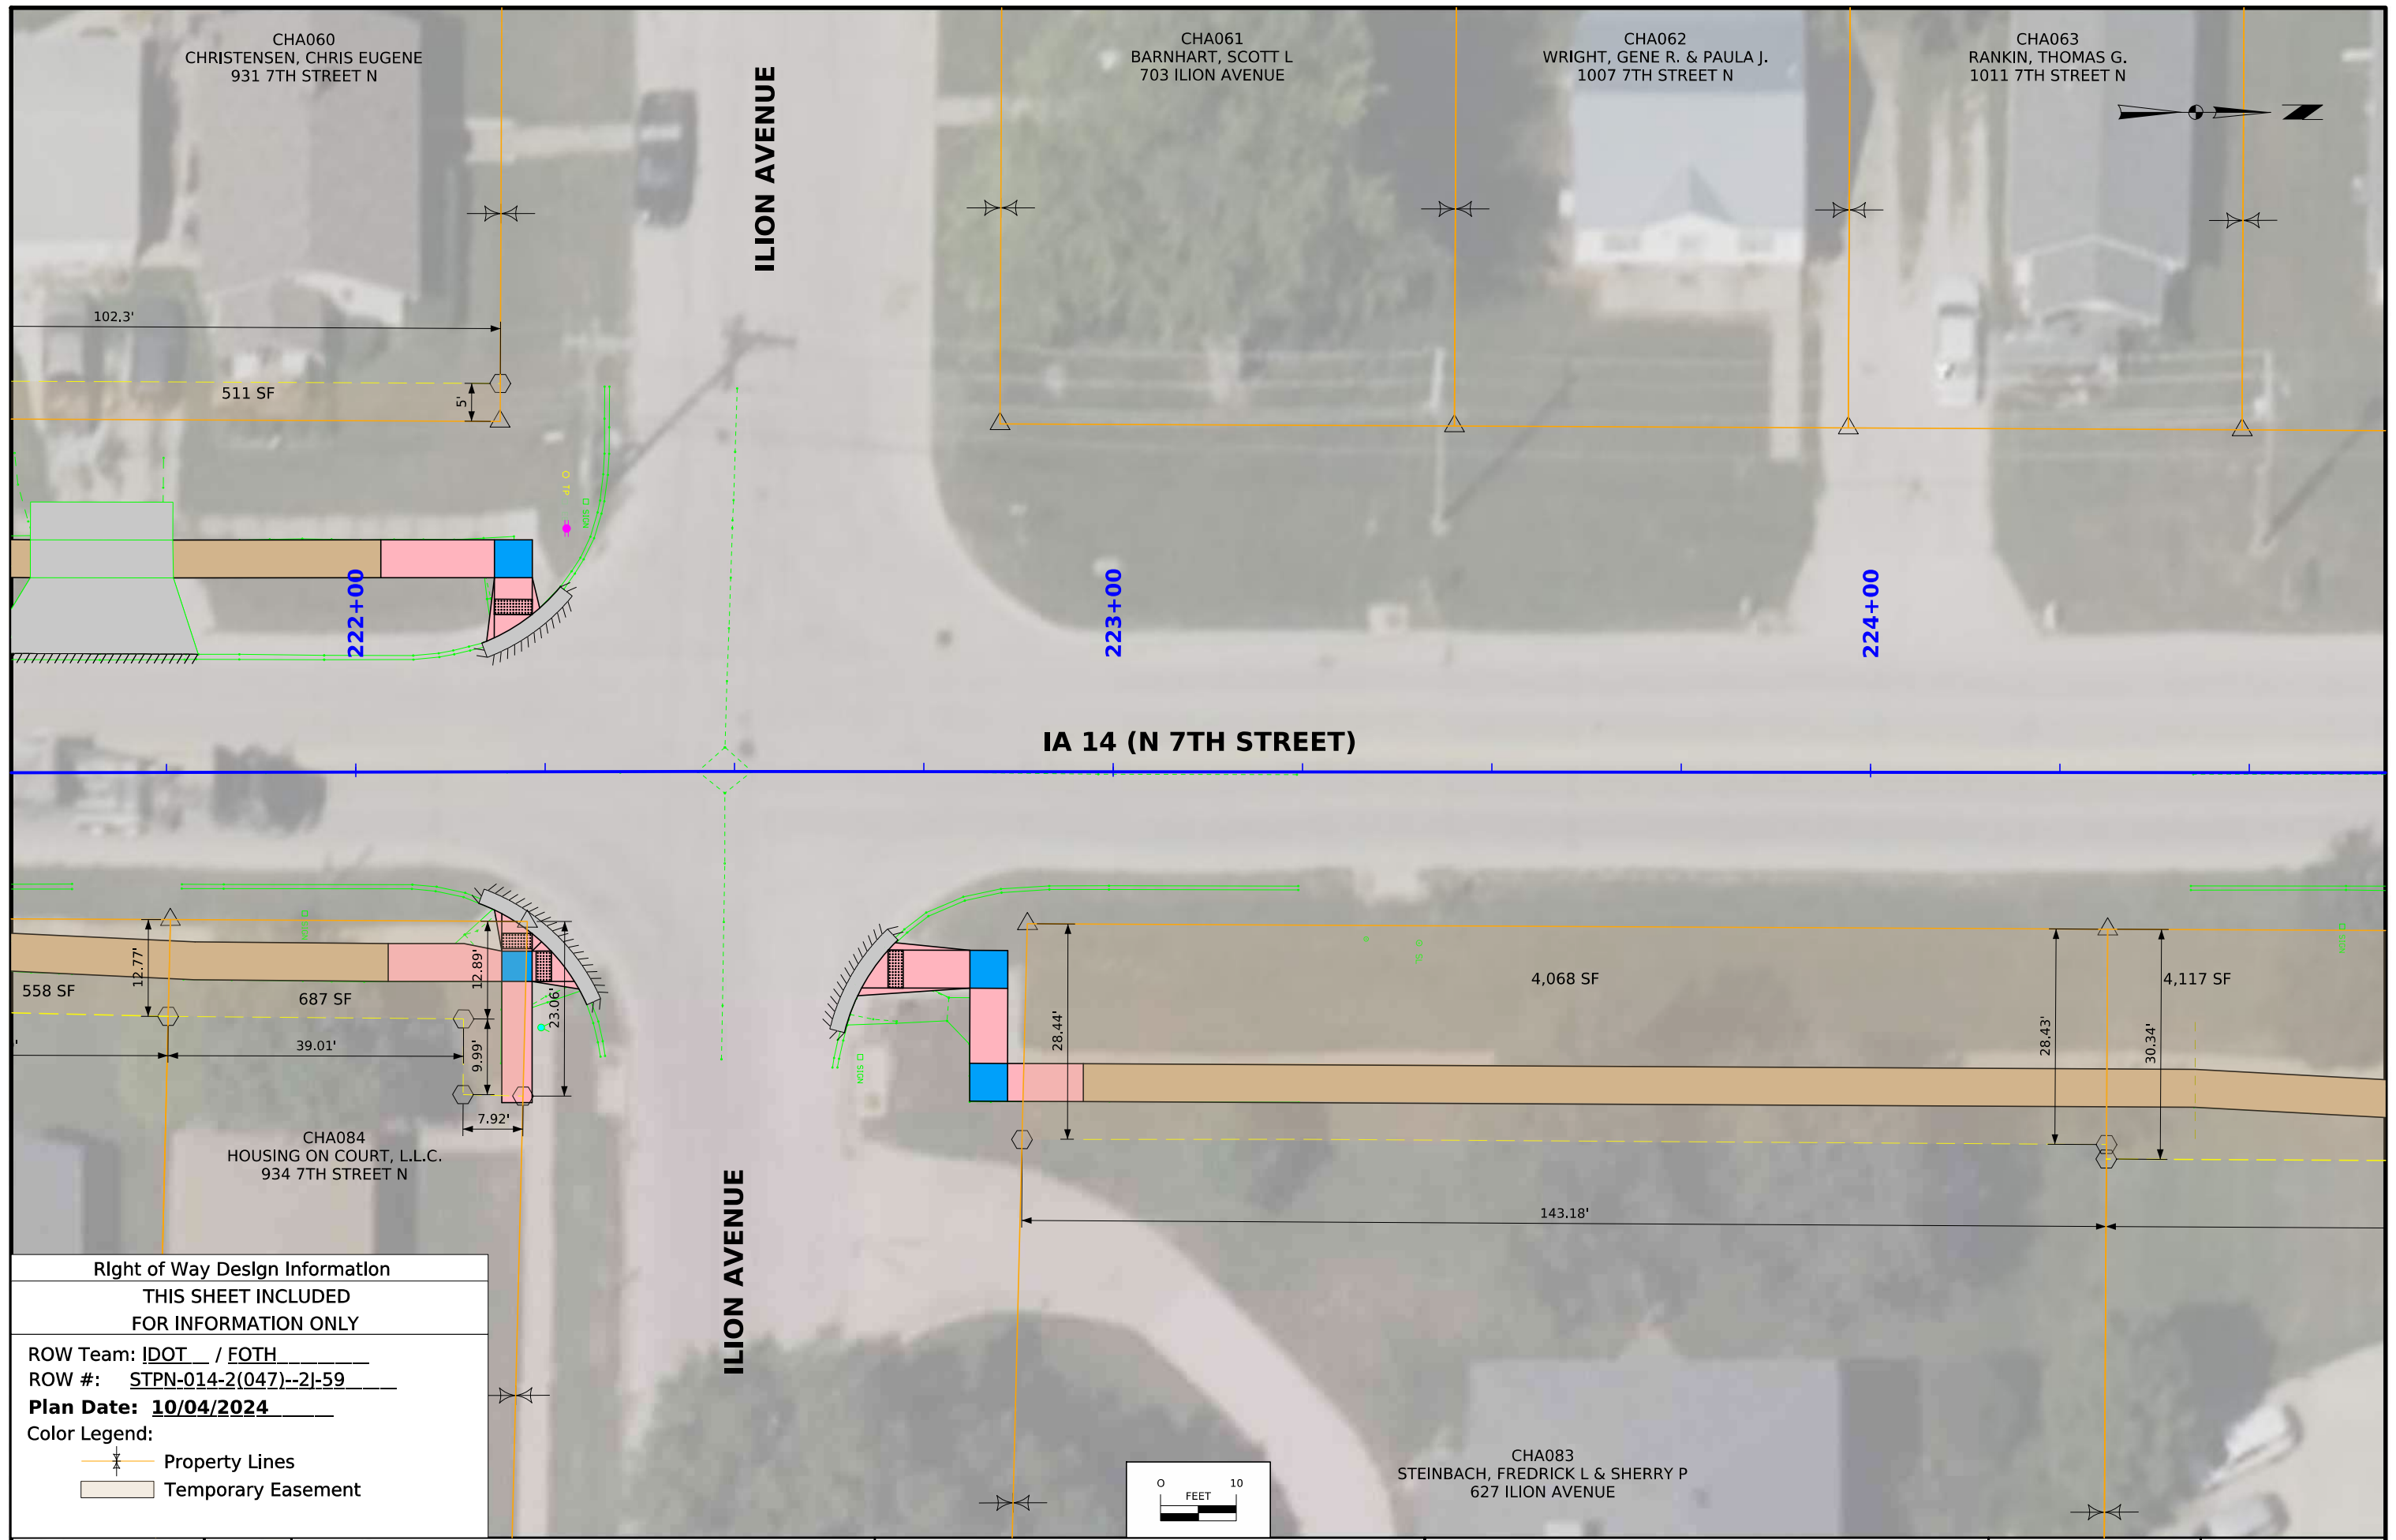 CHA060
CHRISTENSEN, CHRIS EUGENE
931 7TH STREET N
ILION AVENUE
CHA061
BARNHART, SCOTT L
703 ILION AVENUE
CHA062
WRIGHT, GENE R. & PAULA J.
1007 7TH STREET N
CHA063
RANKIN, THOMAS G.
1011 7TH STREET N
102.3'
511 SF
5'
TP
SIGN
222+00
223+00
224+00
IA 14 (N 7TH STREET)
558 SF
12.77'
687 SF
12.89'
23.06'
39.01'
9.99'
7.92'
SIGN
28.44'
4,068 SF
28.43'
30.34'
4,117 SF
143.18'
CHA084
HOUSING ON COURT, L.L.C.
934 7TH STREET N
ILION AVENUE
CHA083
STEINBACH, FREDRICK L & SHERRY P
627 ILION AVENUE
Right of Way Design Information
THIS SHEET INCLUDED
FOR INFORMATION ONLY
ROW Team: IDOT / FOTH
ROW #: STPN-014-2(047)--2J-59
Plan Date: 10/04/2024
Color Legend:
Property Lines
Temporary Easement
0 10
FEET